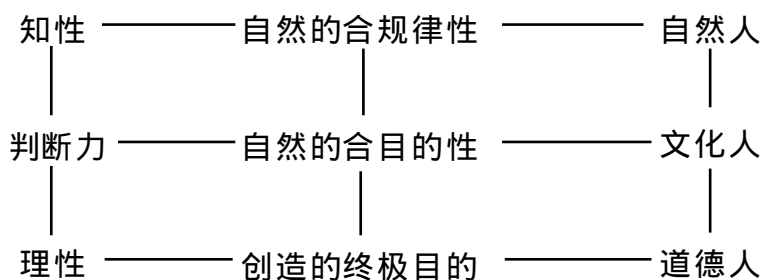 知性 自然的合规律性 自然人
判断力 自然的合目的性 文化人
理性 创造的终极目的 道德人